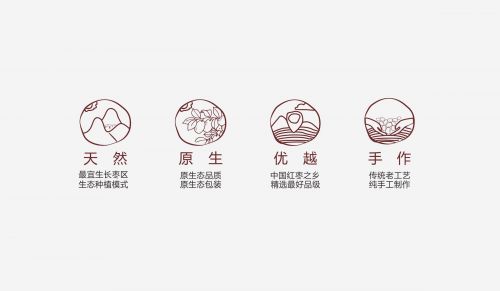 天然
最宜生长枣区
生态种植模式
原生
原生态品质
原生态包装
优越
中国红枣之乡
精选最好品级
手作
传统老工艺
纯手工制作